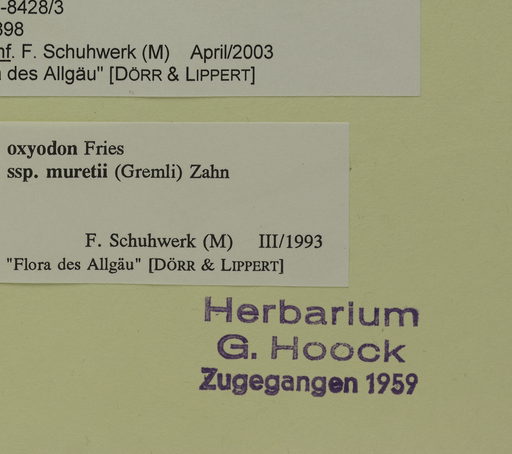 -8428/3
898
nf. F. Schuhwerk (M) April/2003
des Allgäu" [DÖRR & LIPPERT]
oxyodon Fries
ssp. muretii (Gremli) Zahn
F. Schuhwerk (M) III/1993
"Flora des Allgäu" [DÖRR & LIPPERT]
Herbarium
G. Hoock
Zugegangen 1959